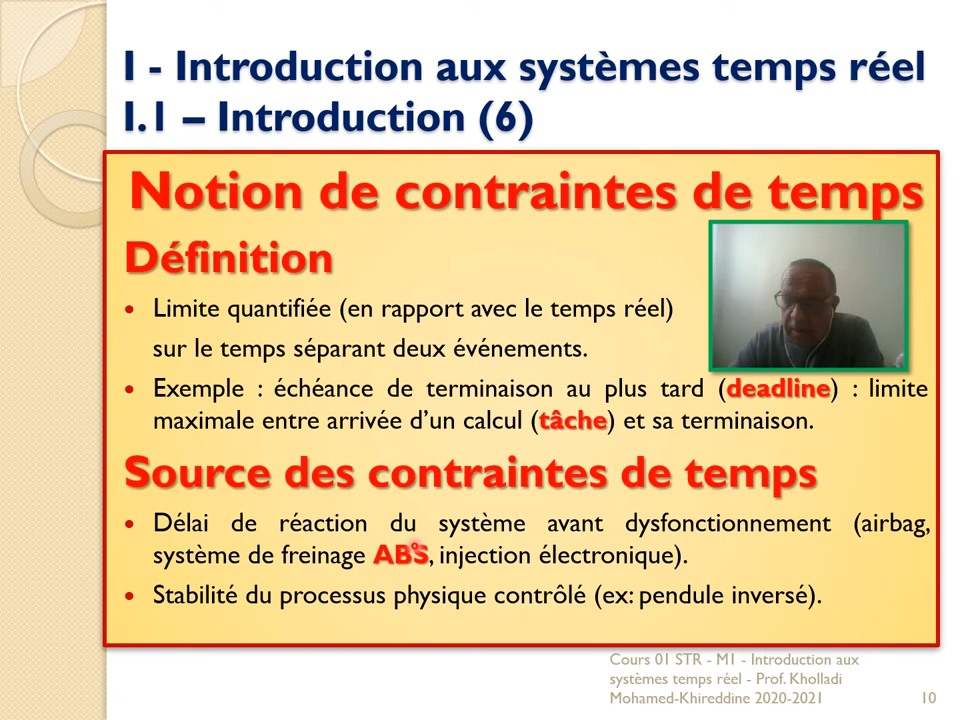 I - Introduction aux systèmes temps réel
I.1 – Introduction (6)
Notion de contraintes de temps
Définition
• Limite quantifiée (en rapport avec le temps réel)
sur le temps séparant deux événements.
• Exemple : échéance de terminaison au plus tard (deadline) : limite
maximale entre arrivée d’un calcul (tâche) et sa terminaison.
Source des contraintes de temps
• Délai de réaction du système avant dysfonctionnement (airbag,
système de freinage ABS, injection électronique).
• Stabilité du processus physique contrôlé (ex: pendule inversé).
Cours 01 STR - M1 - Introduction aux
systèmes temps réel - Prof. Kholladi
Mohamed-Khireddine 2020-2021
10